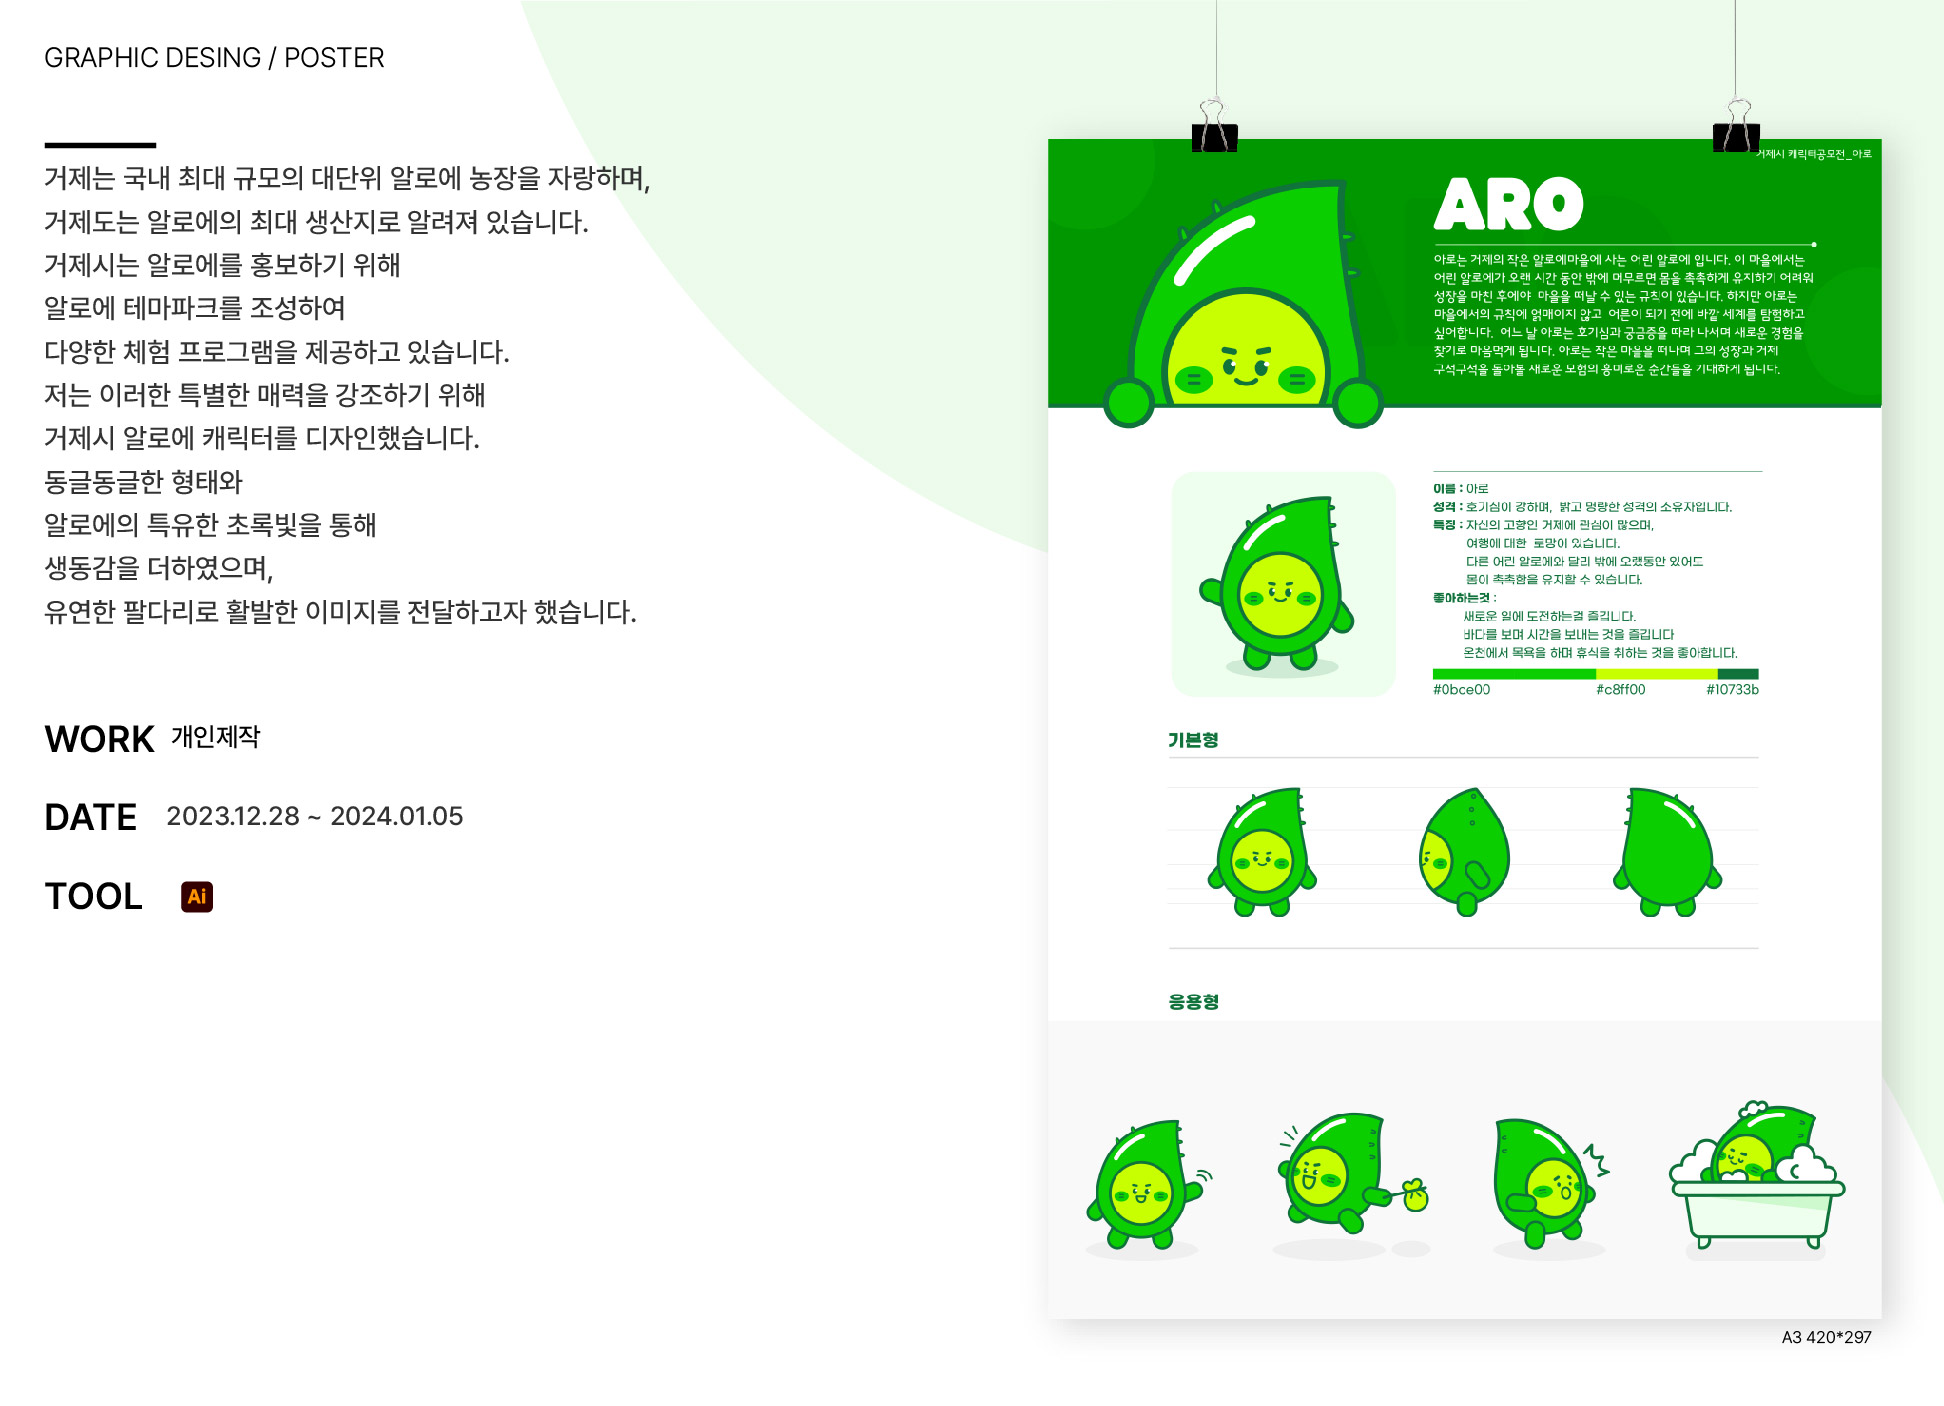 GRAPHIC DESING / POSTER
거제는 국내 최대 규모의 대단위 알로에 농장을 자랑하며,
거제도는 알로에의 최대 생산지로 알려져 있습니다.
거제시는 알로에를 홍보하기 위해
알로에 테마파크를 조성하여
다양한 체험 프로그램을 제공하고 있습니다.
저는 이러한 특별한 매력을 강조하기 위해
거제시 알로에 캐릭터를 디자인했습니다.
동글동글한 형태와
알로에의 특유한 초록빛을 통해
생동감을 더하였으며,
유연한 팔다리로 활발한 이미지를 전달하고자 했습니다.
WORK 개인제작
DATE 2023.12.28 ~ 2024.01.05
TOOL Ai
거제시 캐릭터공모전_아로
ARO
아로는 거제의 작은 알로에마을에 사는 어린 알로에 입니다. 이 마을에서는
어린 알로에가 오랜 시간 동안 밖에 머무르면 몸을 촉촉하게 유지하기 어려워
성장을 마친 후에야 마을을 떠날 수 있는 규칙이 있습니다. 하지만 아로는
마을에서의 규칙에 얽매이지 않고 어른이 되기 전에 바깥 세계를 탐험하고
싶어합니다. 어느 날 아로는 호기심과 궁금증을 따라 나서며 새로운 경험을
찾기로 마음먹게 됩니다. 아로는 작은 마을을 떠나며 그의 성장과 거제
구석구석을 돌아돌 새로운 모험의 흥미로운 순간들을 기대하게 됩니다.
이름 : 아로
성격 : 호기심이 강하며, 밝고 명랑한 성격의 소유자입니다.
특징 : 자신의 고향인 거제에 관심이 많으며,
여행에 대한 로망이 있습니다.
다른 어린 알로에와 달리 밖에 오랫동안 있어도
몸이 촉촉함을 유지할 수 있습니다.
좋아하는것 :
새로운 일에 도전하는걸 즐깁니다.
바다를 보며 시간을 보내는 것을 즐깁니다
온천에서 목욕을 하며 휴식을 취하는 것을 좋아합니다.
#0bce00 #c8ff00 #10733b
기본형
응용형
A3 420*297